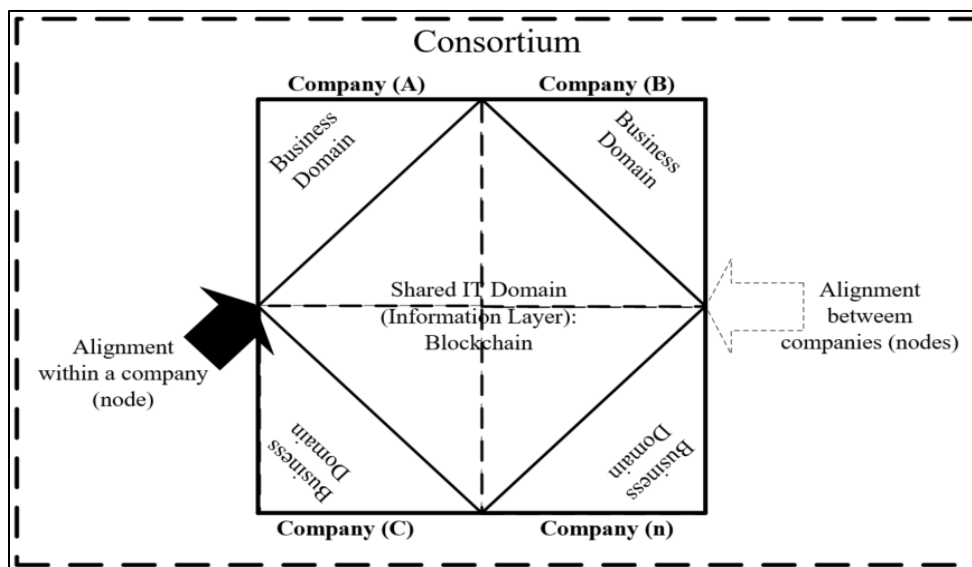 Consortium
Company (A)
Company (B)
Business
Domain
Business
Domain
Shared IT Domain
(Information Layer):
Blockchain
Alignment
within a company
(node)
Alignment
betweem
companies (nodes)
Business
Domain
Business
Domain
Company (C)
Company (n)